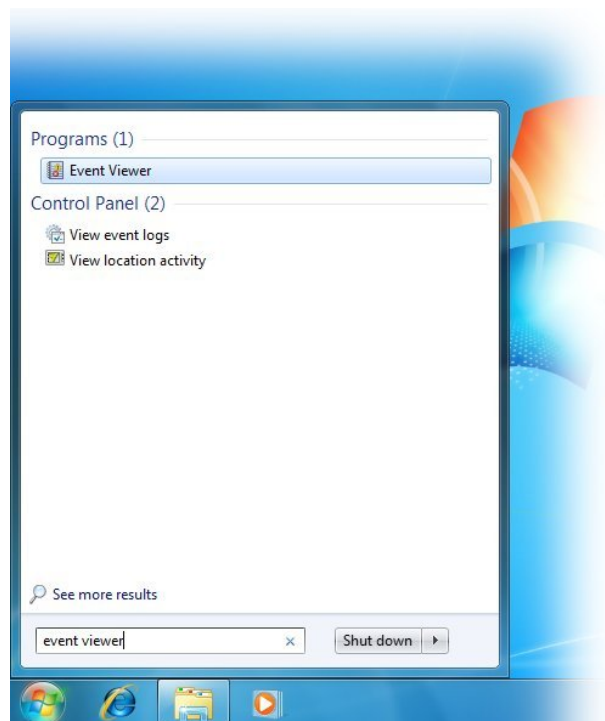 Programs (1)
Event Viewer
Control Panel (2)
View event logs
View location activity
See more results
event viewer
Shut down